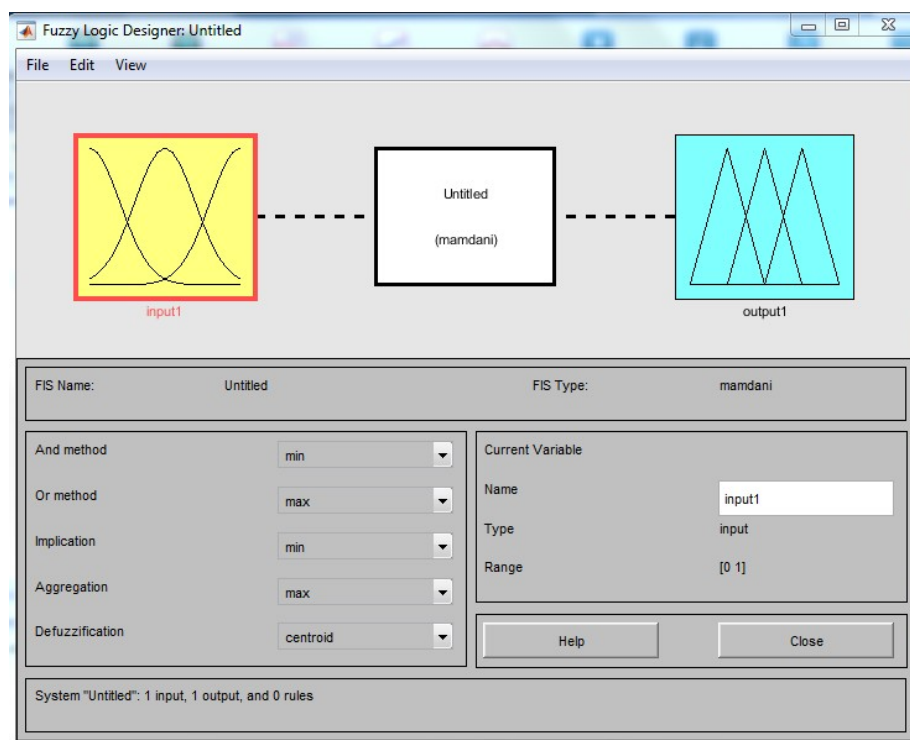 Fuzzy Logic Designer: Untitled
File Edit View
Untitled
(mamdani)
input1
output1
FIS Name: Untitled FIS Type: mamdani
And method min
Or method max
Implication min
Aggregation max
Defuzzification centroid
Current Variable
Name input1
Type input
Range [0 1]
Help Close
System "Untitled": 1 input, 1 output, and 0 rules